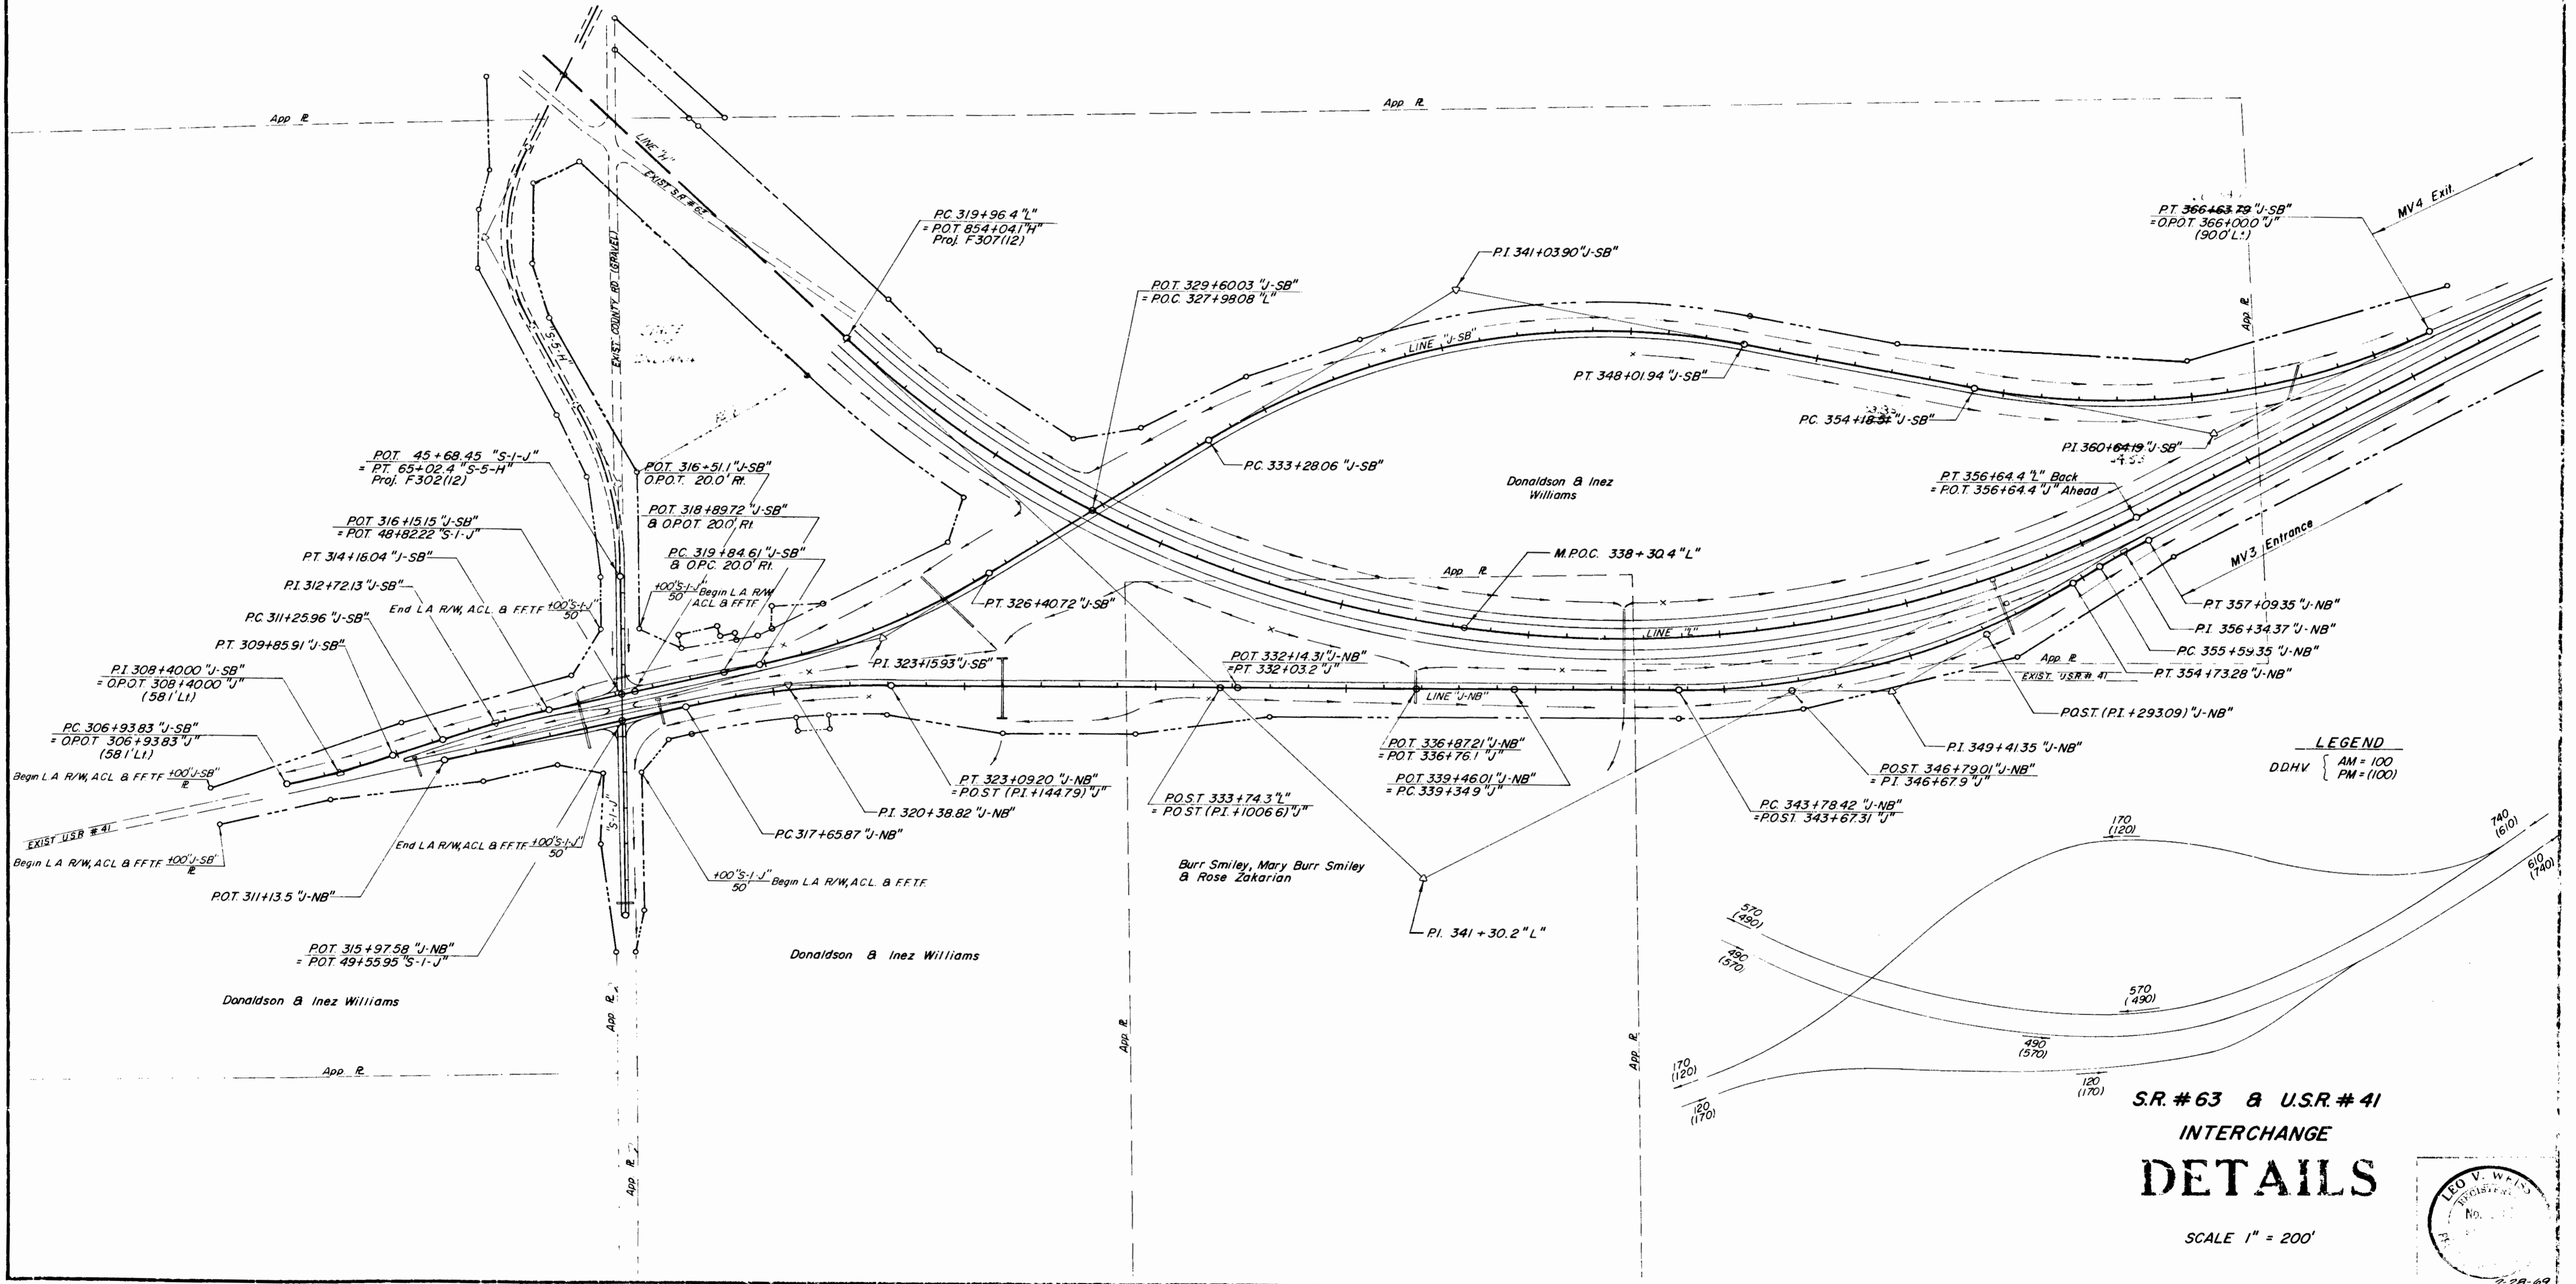 App. P.L.
App. P.L.
LINE "H"
EXIST. S.R. #63
EXIST. COUNTY RD. (GRAVEL)
"S-5-H"
P.C. 319+96.4 "L"
= P.O.T. 854+04.1 "H"
Proj. F307(12)
P.O.T. 329+60.03 "J-SB"
= P.O.C. 327+98.08 "L"
P.I. 341+03.90 "J-SB"
LINE "J-SB"
P.T. 348+01.94 "J-SB"
P.T. 366+63.79 "J-SB"
= O.P.O.T. 366+00.0 "J"
(90.0' Lt.)
MV4 Exit.
App. P.L.
P.C. 354+18.31 "J-SB"
P.I. 360+64.19 "J-SB"
P.C. 333+28.06 "J-SB"
Donaldson & Inez
Williams
P.T. 356+64.4 "L" Back
= P.O.T. 356+64.4 "J" Ahead
MV3 Entrance
P.O.T. 45+68.45 "S-1-J"
= P.T. 65+02.4 "S-5-H"
Proj. F302(12)
P.O.T. 316+51.1 "J-SB"
O.P.O.T. 20.0' Rt.
P.O.T. 318+89.72 "J-SB"
& O.P.O.T. 20.0' Rt.
P.C. 319+84.61 "J-SB"
& O.P.C. 20.0' Rt.
P.O.T. 316+15.15 "J-SB"
= P.O.T. 48+82.22 "S-1-J"
P.T. 314+16.04 "J-SB"
P.I. 312+72.13 "J-SB"
End L.A. R/W, A.C.L. & F.F.T.F. +00 "S-1-J"
50'
+00 "S-1-J" Begin L.A. R/W
50' A.C.L. & F.F.T.F.
P.C. 311+25.96 "J-SB"
P.T. 309+85.91 "J-SB"
P.I. 308+40.00 "J-SB"
= O.P.O.T. 308+40.00 "J"
(58.1' Lt.)
P.C. 306+93.83 "J-SB"
= O.P.O.T. 306+93.83 "J"
(58.1' Lt.)
Begin L.A. R/W, A.C.L. & F.F.T.F. +00 "J-SB"
P.L.
EXIST. U.S.R. #41
Begin L.A. R/W, A.C.L. & F.F.T.F. +00 "J-SB"
P.L.
P.O.T. 311+13.5 "J-NB"
P.T. 326+40.72 "J-SB"
P.I. 323+15.93 "J-SB"
App. P.L.
M.P.O.C. 338+30.4 "L"
LINE "L"
P.O.T. 332+14.31 "J-NB"
= P.T. 332+03.2 "J"
LINE "J-NB"
P.T. 357+09.35 "J-NB"
P.I. 356+34.37 "J-NB"
P.C. 355+59.35 "J-NB"
P.T. 354+73.28 "J-NB"
App. P.L.
EXIST. U.S.R. #41
P.O.S.T. (P.I. +293.09) "J-NB"
P.I. 349+41.35 "J-NB"
P.O.S.T. 346+79.01 "J-NB"
= P.I. 346+67.9 "J"
P.C. 343+78.42 "J-NB"
= P.O.S.T. 343+67.31 "J"
P.O.T. 336+87.21 "J-NB"
= P.O.T. 336+76.1 "J"
P.O.T. 339+46.01 "J-NB"
= P.C. 339+34.9 "J"
P.O.S.T. 333+74.3 "L"
= P.O.S.T. (P.I. +1006.6) "J"
P.T. 323+09.20 "J-NB"
= P.O.S.T. (P.I. +144.79) "J"
P.I. 320+38.82 "J-NB"
P.C. 317+65.87 "J-NB"
"S-1-J"
End L.A. R/W, A.C.L. & F.F.T.F. +00 "S-1-J"
50'
+00 "S-1-J" Begin L.A. R/W, A.C.L. & F.F.T.F.
50'
P.O.T. 315+97.58 "J-NB"
= P.O.T. 49+55.95 "S-1-J"
Burr Smiley, Mary Burr Smiley
& Rose Zakarian
P.I. 341+30.2 "L"
Donaldson & Inez Williams
Donaldson & Inez Williams
App. P.L.
App. P.L.
App. P.L.
App. P.L.
App. P.L.
LEGEND
D.D.H.V. { AM = 100
PM = (100)
170
(120)
740
(610)
610
(740)
570
(490)
490
(570)
570
(490)
490
(570)
170
(120)
120
(170)
120
(170)
S.R. #63 & U.S.R. #41
INTERCHANGE
DETAILS
SCALE 1" = 200'
LEO V. WEISS
No.